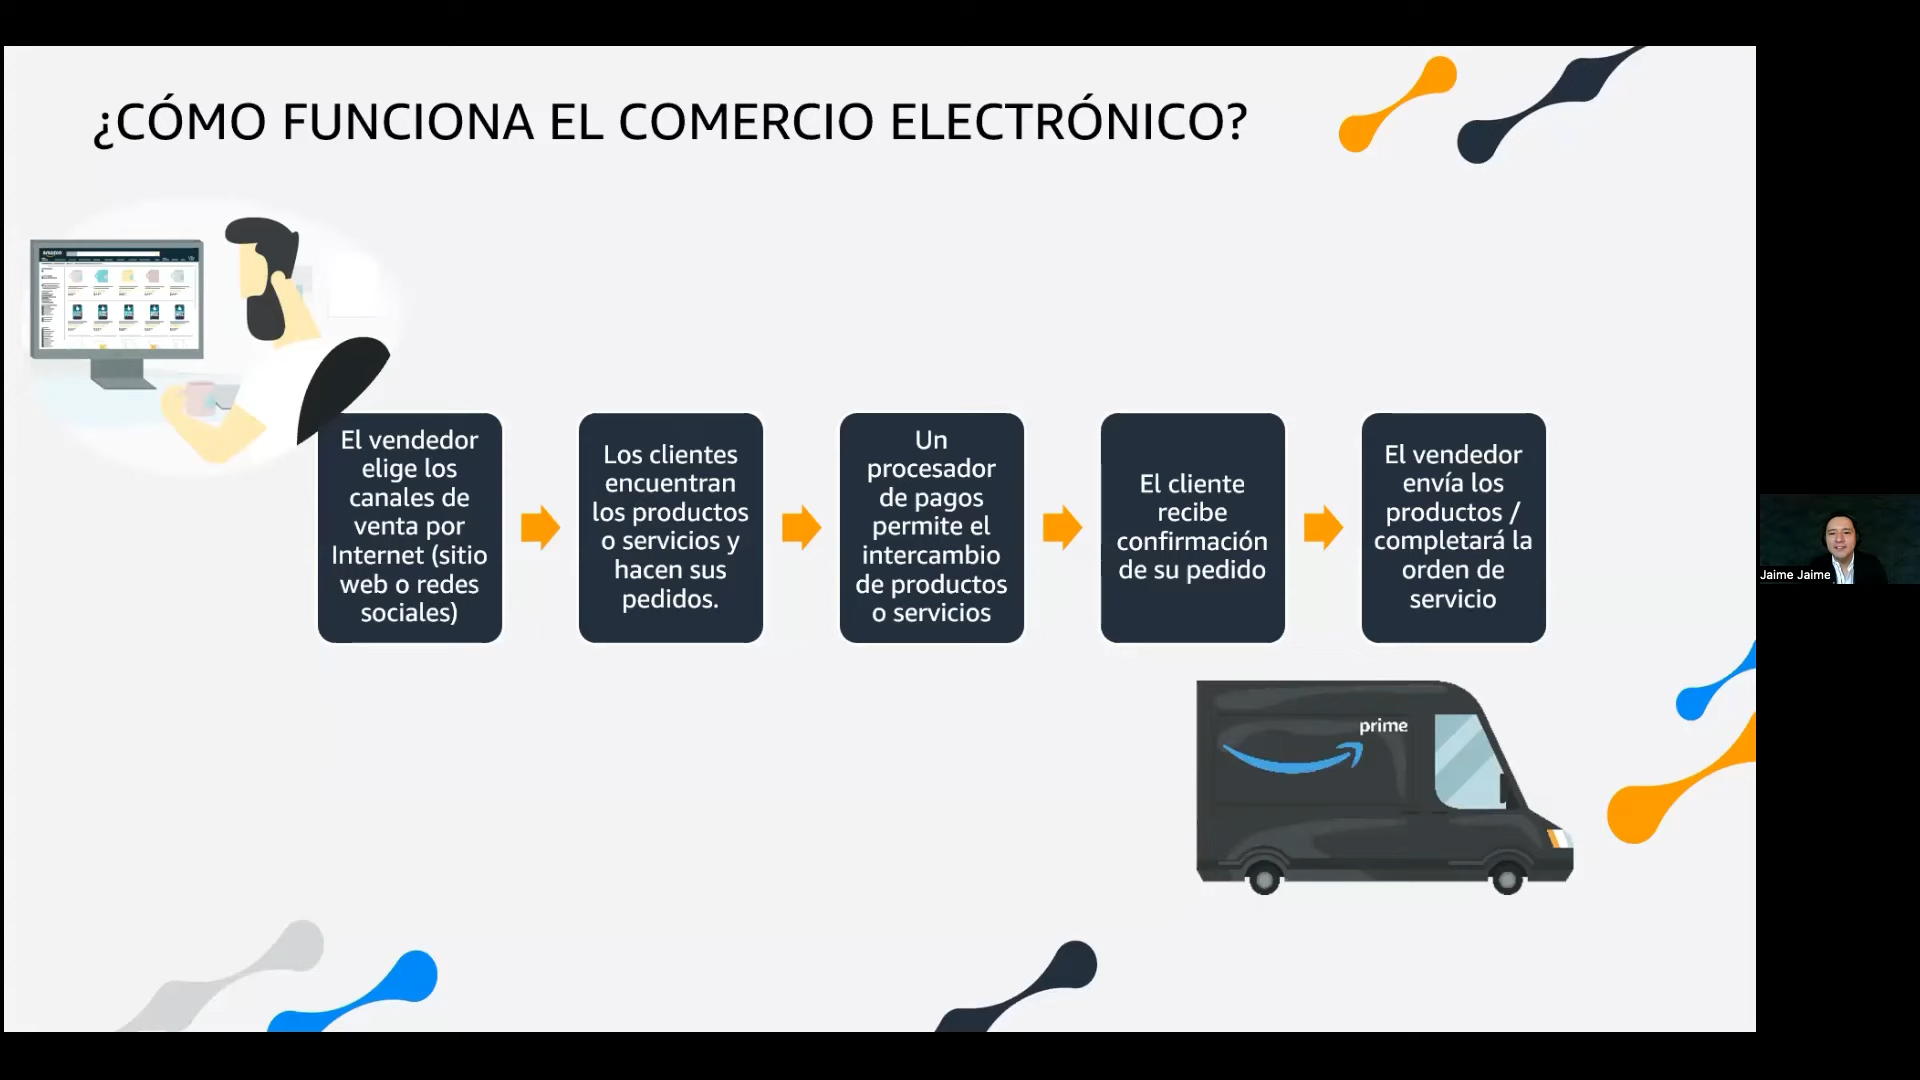 ¿CÓMO FUNCIONA EL COMERCIO ELECTRÓNICO?
amazon
El vendedor
elige los
canales de
venta por
Internet (sitio
web o redes
sociales)
Los clientes
encuentran
los productos
o servicios y
hacen sus
pedidos.
Un
procesador
de pagos
permite el
intercambio
de productos
o servicios
El cliente
recibe
confirmación
de su pedido
El vendedor
envía los
productos /
completará la
orden de
servicio
prime
Jaime Jaime